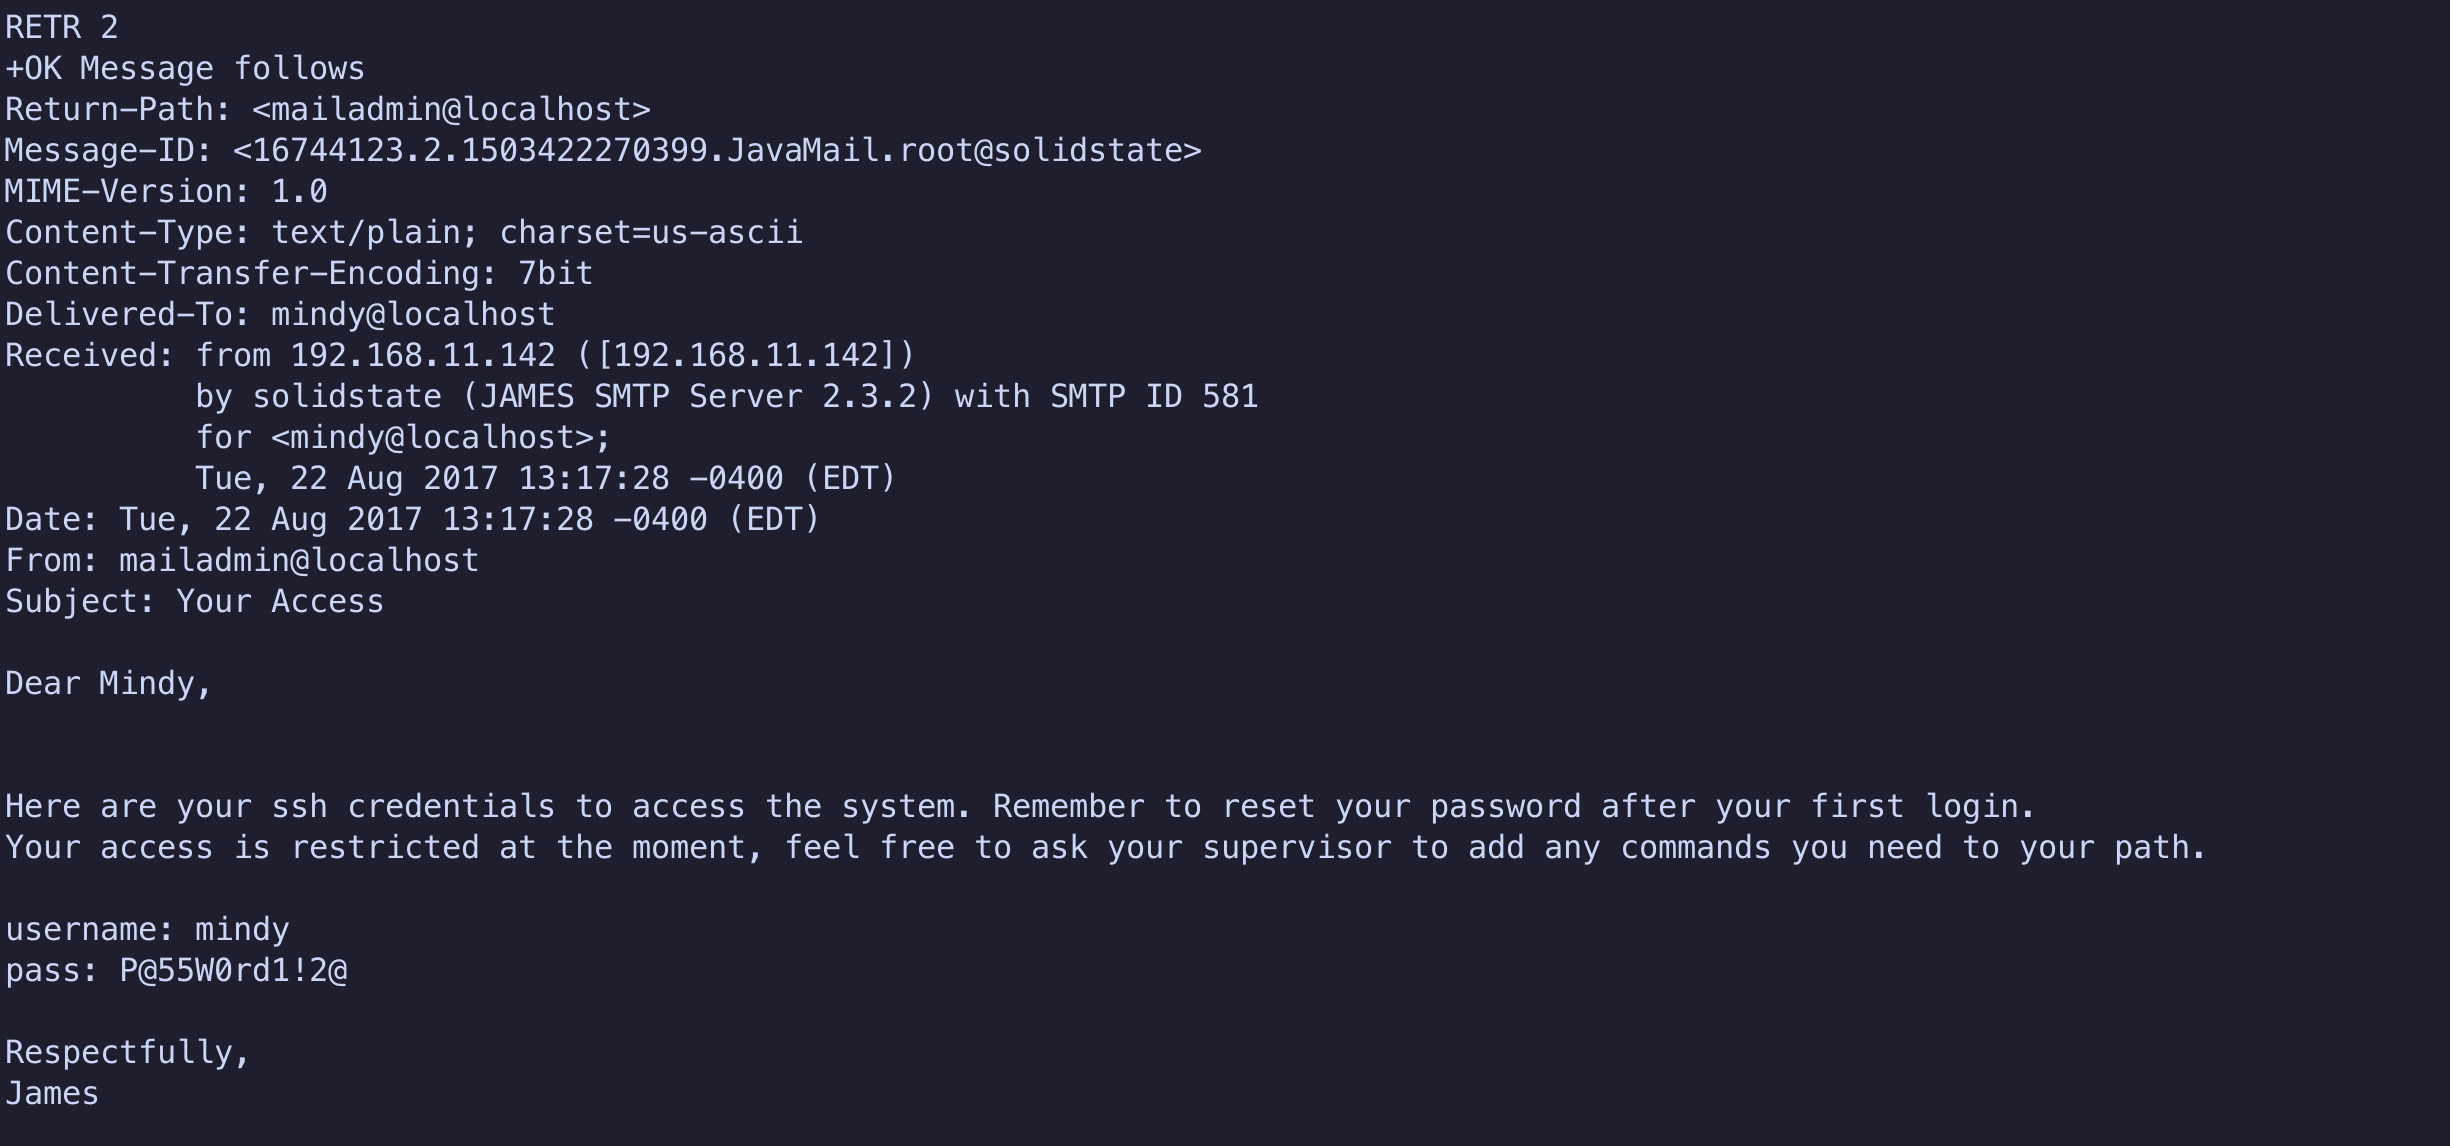 RETR 2
+OK Message follows
Return-Path: <mailadmin@localhost>
Message-ID: <16744123.2.1503422270399.JavaMail.root@solidstate>
MIME-Version: 1.0
Content-Type: text/plain; charset=us-ascii
Content-Transfer-Encoding: 7bit
Delivered-To: mindy@localhost
Received: from 192.168.11.142 ([192.168.11.142])
          by solidstate (JAMES SMTP Server 2.3.2) with SMTP ID 581
          for <mindy@localhost>;
          Tue, 22 Aug 2017 13:17:28 -0400 (EDT)
Date: Tue, 22 Aug 2017 13:17:28 -0400 (EDT)
From: mailadmin@localhost
Subject: Your Access

Dear Mindy,


Here are your ssh credentials to access the system. Remember to reset your password after your first login.
Your access is restricted at the moment, feel free to ask your supervisor to add any commands you need to your path.

username: mindy
pass: P@55W0rd1!2@

Respectfully,
James